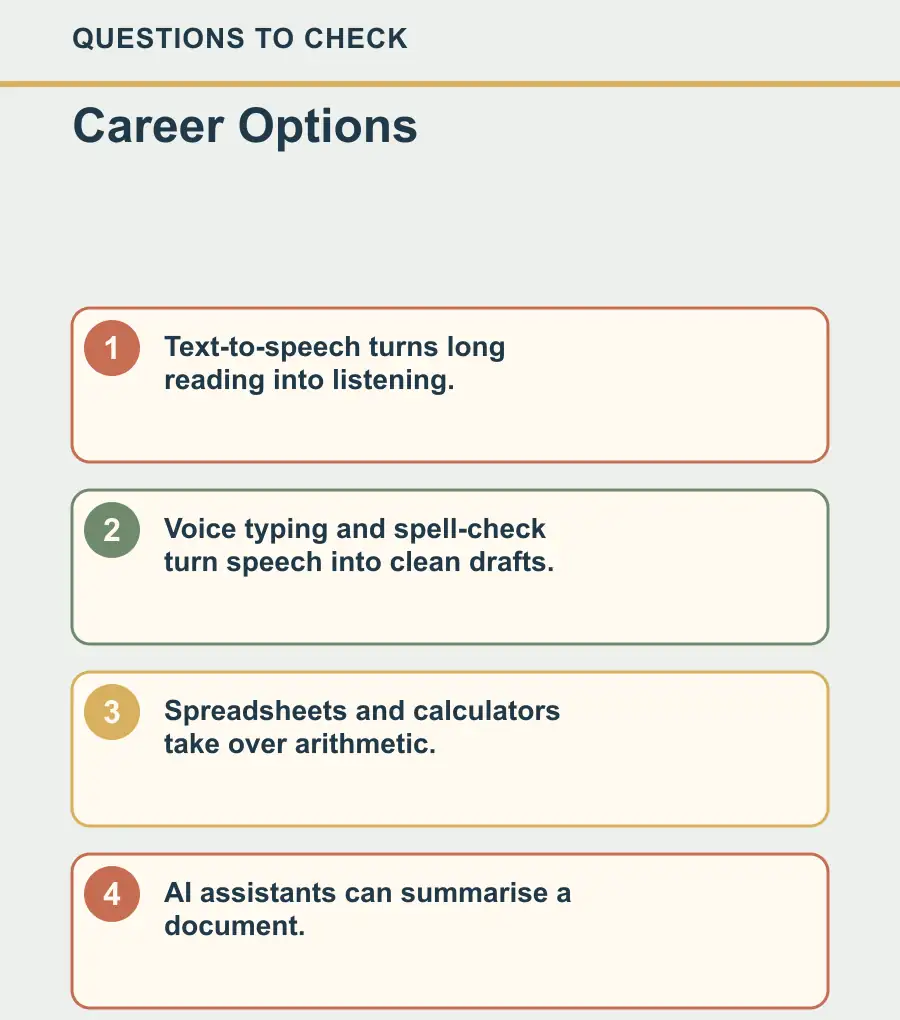 QUESTIONS TO CHECK
Career Options
1
Text-to-speech turns long
reading into listening.
2
Voice typing and spell-check
turn speech into clean drafts.
3
Spreadsheets and calculators
take over arithmetic.
4
AI assistants can summarise a
document.